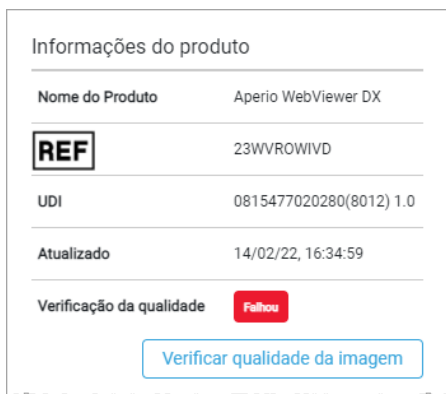 Informações do produto
Nome do Produto Aperio WebViewer DX
REF 23WVROWIVD
UDI 0815477020280(8012) 1.0
Atualizado 14/02/22, 16:34:59
Verificação da qualidade Falhou
Verificar qualidade da imagem